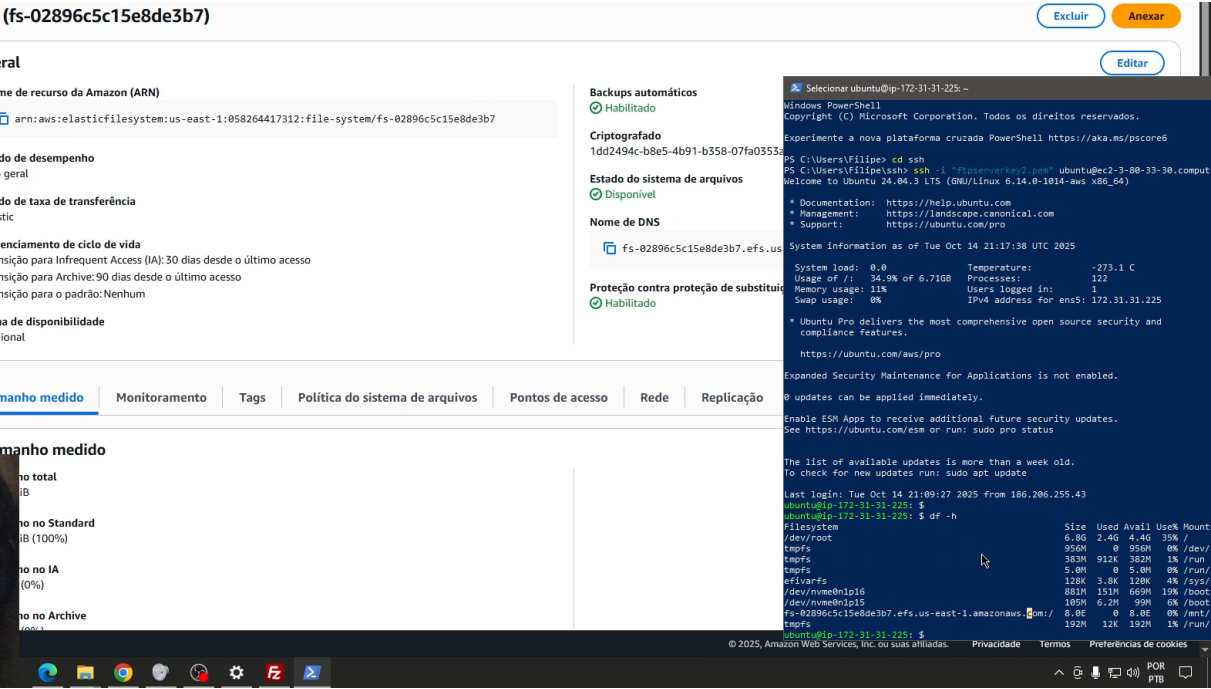 (fs-02896c5c15e8de3b7)
Excluir
Anexar
Editar
me de recurso da Amazon (ARN)
arn:aws:elasticfilesystem:us-east-1:058264417312:file-system/fs-02896c5c15e8de3b7
do de desempenho
geral
do de taxa de transferência
stic
enciamento de ciclo de vida
nsição para Infrequent Access (IA): 30 dias desde o último acesso
nsição para Archive: 90 dias desde o último acesso
nsição para o padrão: Nenhum
a de disponibilidade
ional
Backups automáticos
Habilitado
Criptografado
1dd2494c-b8e5-4b91-b358-07fa0353a
Estado do sistema de arquivos
Disponível
Nome de DNS
fs-02896c5c15e8de3b7.efs.us
Proteção contra proteção de substituiç
Habilitado
manho medido
Monitoramento
Tags
Política do sistema de arquivos
Pontos de acesso
Rede
Replicação
manho medido
no total
iB
no no Standard
iB (100%)
no no IA
(0%)
no no Archive
Selecionar ubuntu@ip-172-31-31-225: ~
Windows PowerShell
Copyright (C) Microsoft Corporation. Todos os direitos reservados.
Experimente a nova plataforma cruzada PowerShell https://aka.ms/pscore6
PS C:\Users\Filipe> cd ssh
PS C:\Users\Filipe\ssh> ssh -i "ftpserverkey2.pem" ubuntu@ec2-3-80-33-30.comput
Welcome to Ubuntu 24.04.3 LTS (GNU/Linux 6.14.0-1014-aws x86_64)
* Documentation: https://help.ubuntu.com
* Management: https://landscape.canonical.com
* Support: https://ubuntu.com/pro
System information as of Tue Oct 14 21:17:38 UTC 2025
System load: 0.0 Temperature: -273.1 C
Usage of /: 34.9% of 6.71GB Processes: 122
Memory usage: 11% Users logged in: 1
Swap usage: 0% IPv4 address for ens5: 172.31.31.225
* Ubuntu Pro delivers the most comprehensive open source security and
compliance features.
https://ubuntu.com/aws/pro
Expanded Security Maintenance for Applications is not enabled.
0 updates can be applied immediately.
Enable ESM Apps to receive additional future security updates.
See https://ubuntu.com/esm or run: sudo pro status
The list of available updates is more than a week old.
To check for new updates run: sudo apt update
Last login: Tue Oct 14 21:09:27 2025 from 186.206.255.43
ubuntu@ip-172-31-31-225: $
ubuntu@ip-172-31-31-225: $ df -h
Filesystem Size Used Avail Use% Mount
/dev/root 6.8G 2.4G 4.4G 35% /
tmpfs 956M 0 956M 0% /dev/
tmpfs 383M 912K 382M 1% /run
tmpfs 5.0M 0 5.0M 0% /run/
efivarfs 128K 3.8K 120K 4% /sys/
/dev/nvme0n1p16 881M 151M 669M 19% /boot
/dev/nvme0n1p15 105M 6.2M 99M 6% /boot
fs-02896c5c15e8de3b7.efs.us-east-1.amazonaws.com:/ 8.0E 0 8.0E 0% /mnt/
tmpfs 192M 12K 192M 1% /run/
ubuntu@ip-172-31-31-225: $
© 2025, Amazon Web Services, Inc. ou suas afiliadas.
Privacidade
Termos
Preferências de cookies
POR
PTB